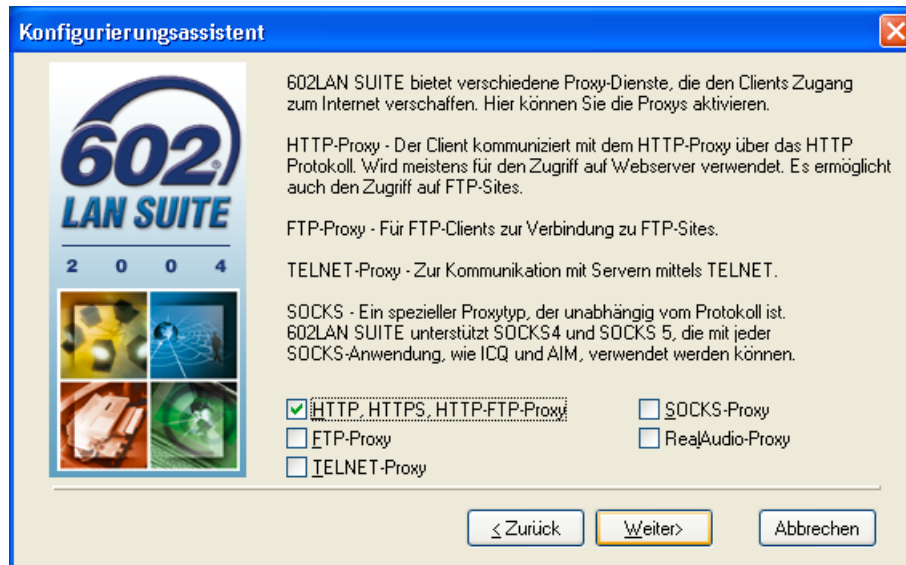 Konfigurierungsassistent
602
LAN SUITE
2 0 0 4
602LAN SUITE bietet verschiedene Proxy-Dienste, die den Clients Zugang
zum Internet verschaffen. Hier können Sie die Proxys aktivieren.
HTTP-Proxy - Der Client kommuniziert mit dem HTTP-Proxy über das HTTP
Protokoll. Wird meistens für den Zugriff auf Webserver verwendet. Es ermöglicht
auch den Zugriff auf FTP-Sites.
FTP-Proxy - Für FTP-Clients zur Verbindung zu FTP-Sites.
TELNET-Proxy - Zur Kommunikation mit Servern mittels TELNET.
SOCKS - Ein spezieller Proxytyp, der unabhängig vom Protokoll ist.
602LAN SUITE unterstützt SOCKS4 und SOCKS 5, die mit jeder
SOCKS-Anwendung, wie ICQ und AIM, verwendet werden können.
HTTP, HTTPS, HTTP-FTP-Proxy
SOCKS-Proxy
FTP-Proxy
RealAudio-Proxy
TELNET-Proxy
< Zurück
Weiter>
Abbrechen